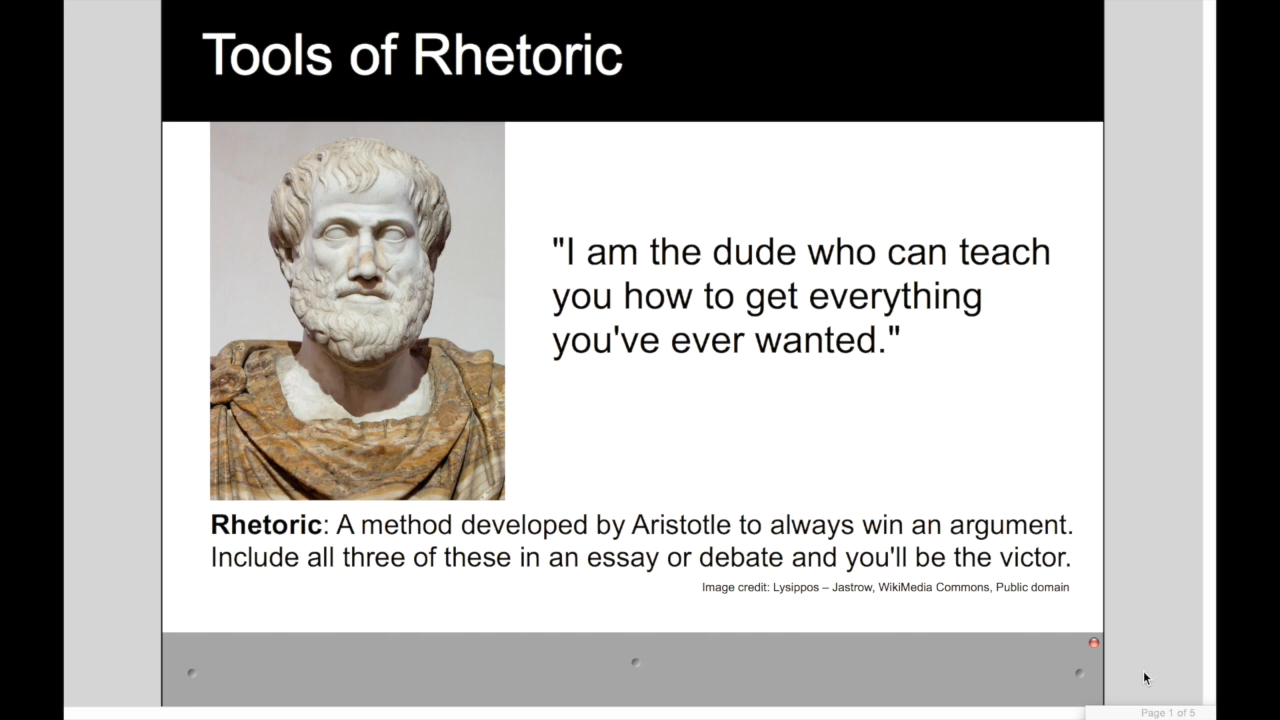 Tools of Rhetoric
"I am the dude who can teach
you how to get everything
you've ever wanted."
Rhetoric: A method developed by Aristotle to always win an argument.
Include all three of these in an essay or debate and you'll be the victor.
Image credit: Lysippos – Jastrow, WikiMedia Commons, Public domain
Page 1 of 5